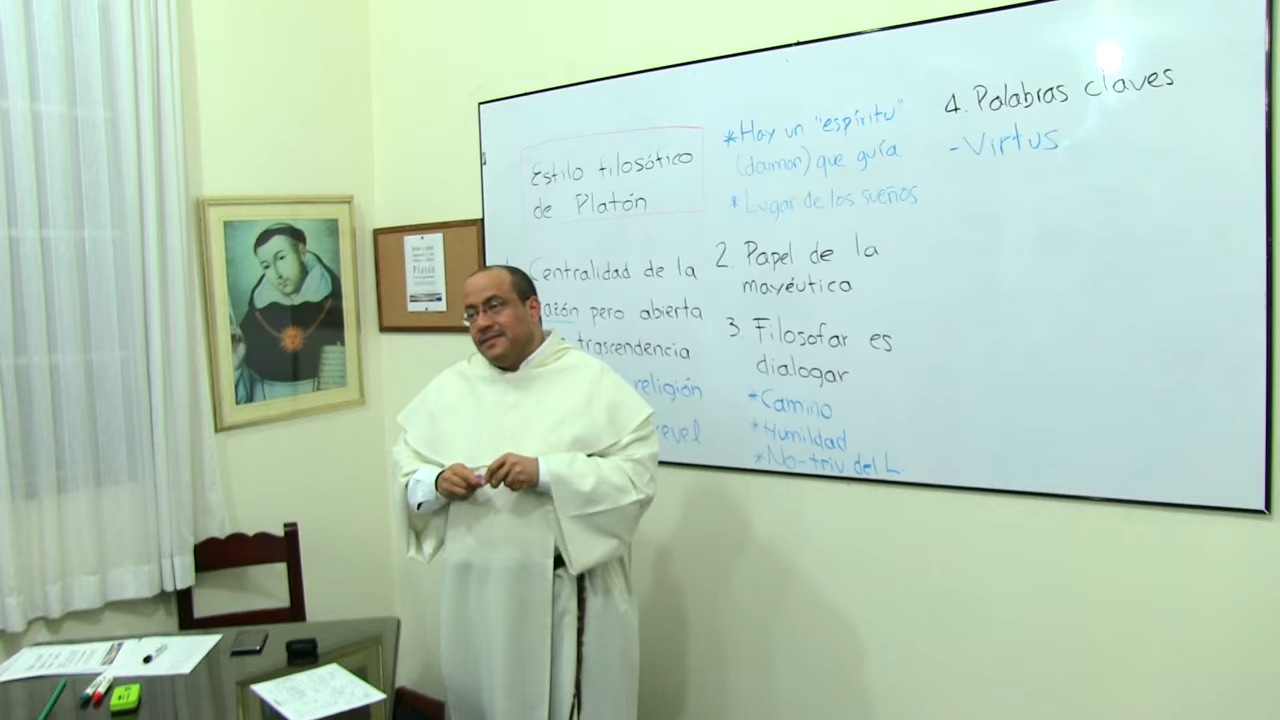 Estilo filosófico
de Platón
Centralidad de la
azón pero abierta
trascendencia
religión
revel
*Hay un "espíritu"
(daimon) que guía
*Lugar de los sueños
2. Papel de la
mayéutica
3. Filosofar es
dialogar
*Camino
*Humildad
*No-triv del L.
4. Palabras claves
-Virtus
Platón